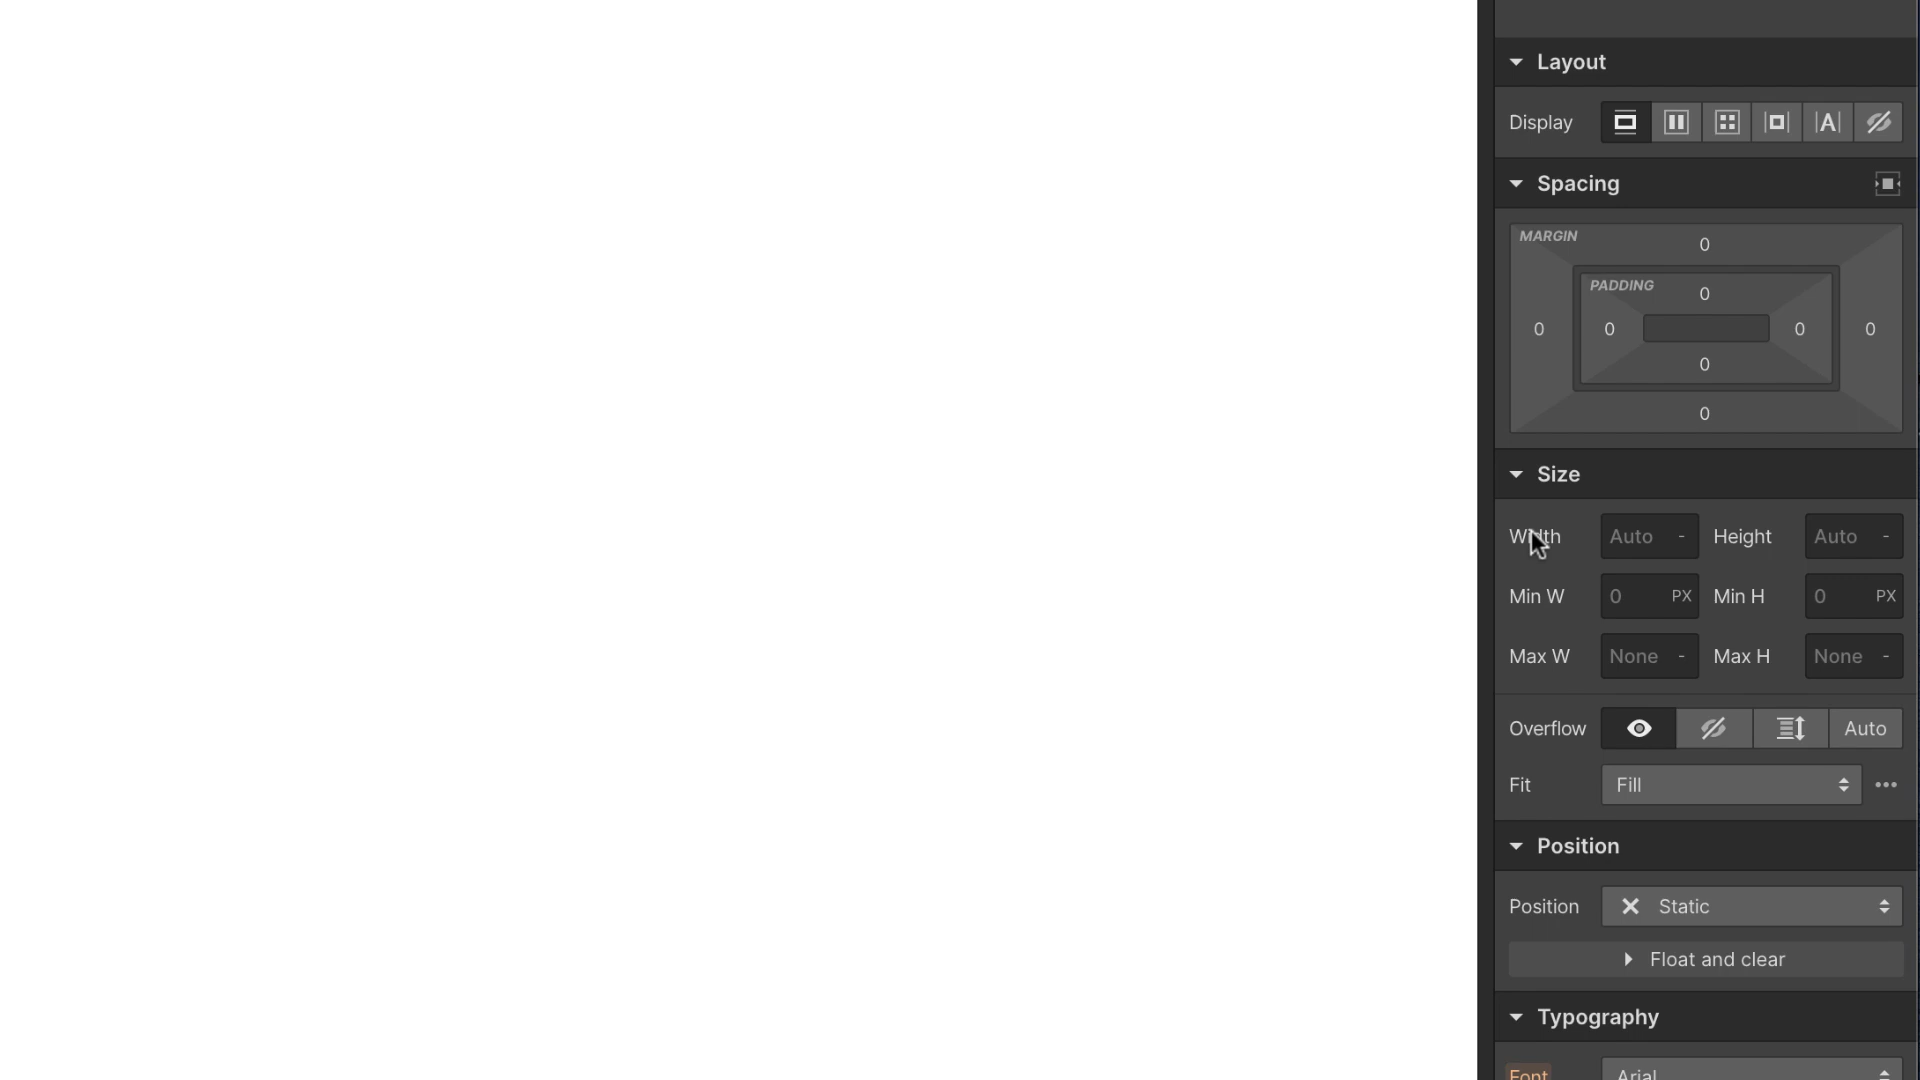 Layout
Display
Spacing
MARGIN
0
PADDING
0
0 0 0 0
0
0
Size
Width Auto - Height Auto -
Min W 0 PX Min H 0 PX
Max W None - Max H None -
Overflow Auto
Fit Fill
Position
Position Static
Float and clear
Typography
Font Arial